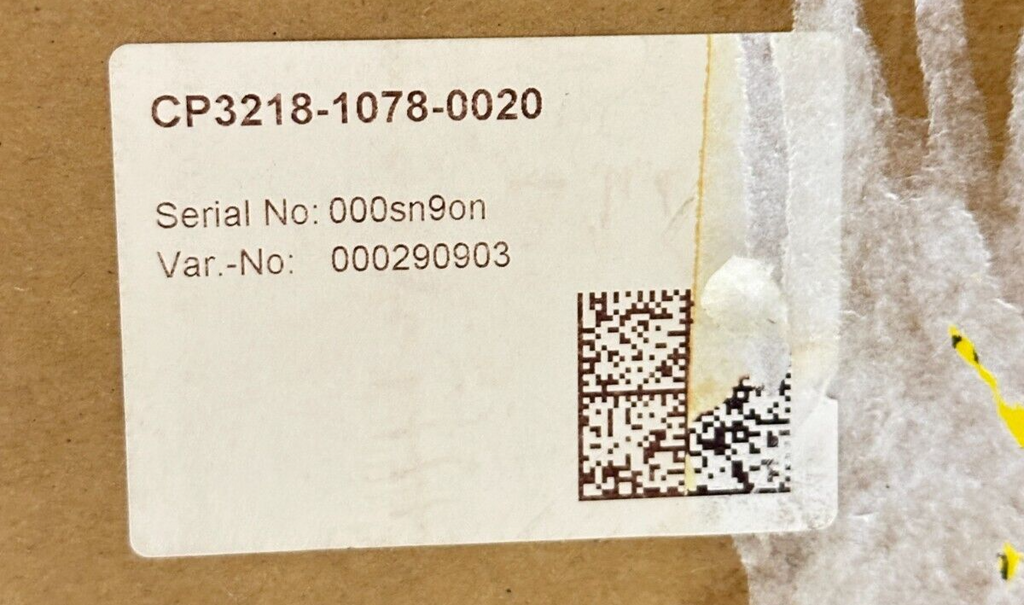 CP3218-1078-0020
Serial No: 000sn9on
Var.-No: 000290903